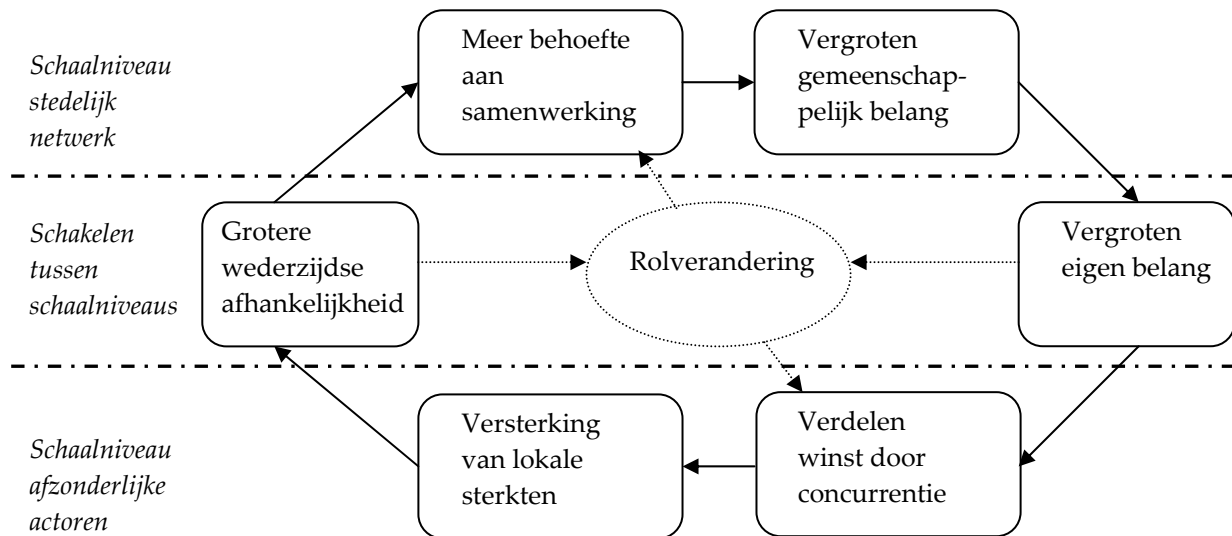 Schaalniveau
stedelijk
netwerk
Meer behoefte
aan
samenwerking
Vergroten
gemeenschap-
pelijk belang
Schakelen
tussen
schaalniveaus
Grotere
wederzijdse
afhankelijkheid
Rolverandering
Vergroten
eigen belang
Schaalniveau
afzonderlijke
actoren
Versterking
van lokale
sterkten
Verdelen
winst door
concurrentie